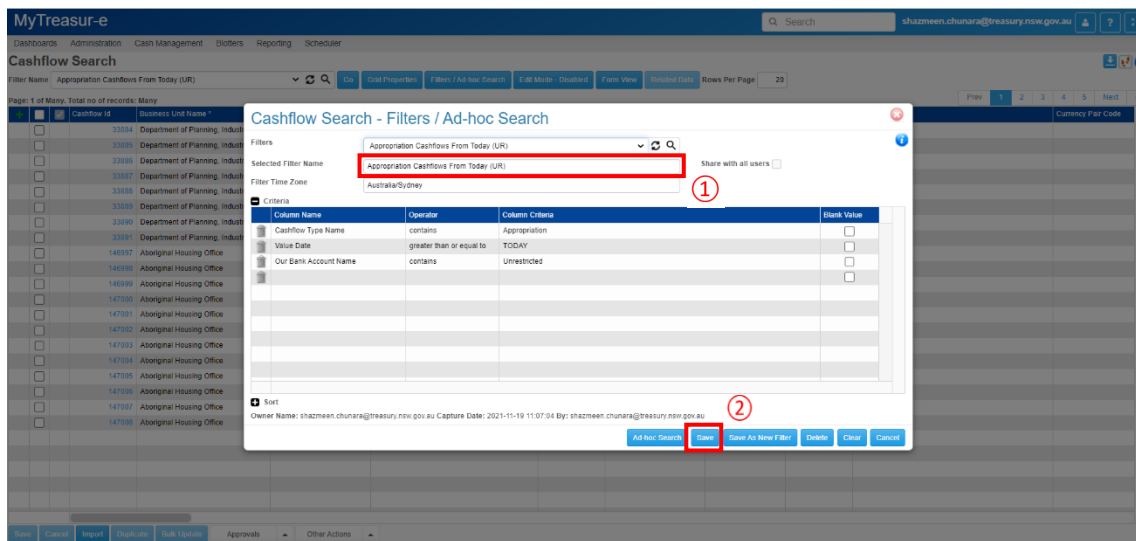 MyTreasur-e Search shazmeen.chunara@treasury.nsw.gov.au ?
Dashboards Administration Cash Management Blotters Reporting Scheduler
Cashflow Search
Filter Name Appropriation Cashflows From Today (UR) Go Grid Properties Filters / Ad-hoc Search Edit Mode - Disabled Form View Related Data Rows Per Page 20
Page: 1 of Many. Total no of records: Many Prev 1 2 3 4 5 Next
Cashflow Id Business Unit Name * Currency Pair Code
33884 Department of Planning, Indust
33885 Department of Planning, Indust
33886 Department of Planning, Indust
33887 Department of Planning, Indust
33888 Department of Planning, Indust
33889 Department of Planning, Indust
33890 Department of Planning, Indust
33891 Department of Planning, Indust
146997 Aboriginal Housing Office
146998 Aboriginal Housing Office
146999 Aboriginal Housing Office
147000 Aboriginal Housing Office
147001 Aboriginal Housing Office
147002 Aboriginal Housing Office
147003 Aboriginal Housing Office
147004 Aboriginal Housing Office
147005 Aboriginal Housing Office
147006 Aboriginal Housing Office
147007 Aboriginal Housing Office
147008 Aboriginal Housing Office
Cashflow Search - Filters / Ad-hoc Search
Filters Appropriation Cashflows From Today (UR)
Selected Filter Name Appropriation Cashflows From Today (UR) Share with all users
Filter Time Zone Australia/Sydney
1
Criteria
Column Name Operator Column Criteria Blank Value
Cashflow Type Name contains Appropriation
Value Date greater than or equal to TODAY
Our Bank Account Name contains Unrestricted
Sort
Owner Name: shazmeen.chunara@treasury.nsw.gov.au Capture Date: 2021-11-19 11:07:04 By: shazmeen.chunara@treasury.nsw.gov.au
2
Ad-hoc Search Save Save As New Filter Delete Clear Cancel
Save Cancel Import Duplicate Bulk Update Approvals Other Actions